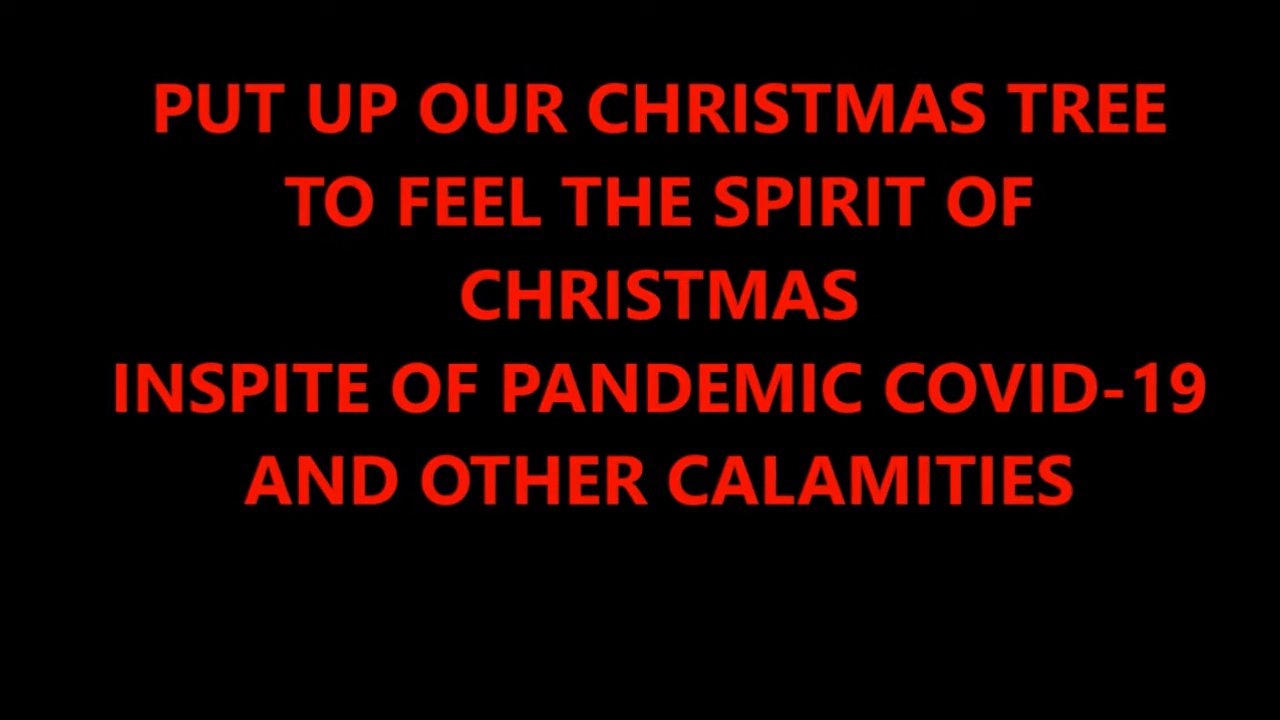 PUT UP OUR CHRISTMAS TREE
TO FEEL THE SPIRIT OF
CHRISTMAS
INSPITE OF PANDEMIC COVID-19
AND OTHER CALAMITIES